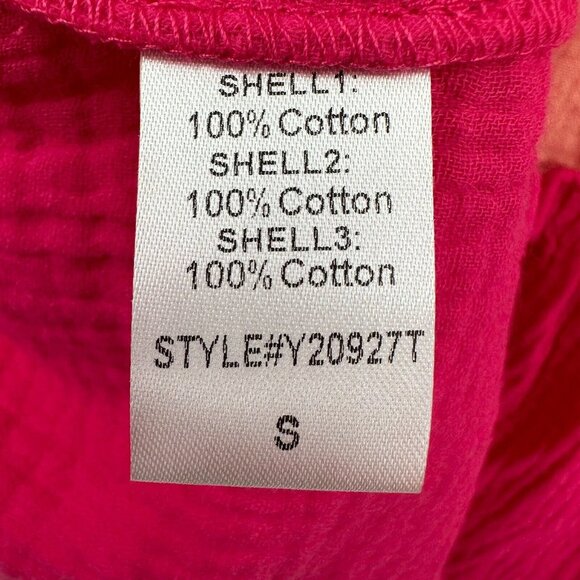 SHELL1:
100% Cotton
SHELL2:
100% Cotton
SHELL3:
100% Cotton
STYLE#Y20927T
S